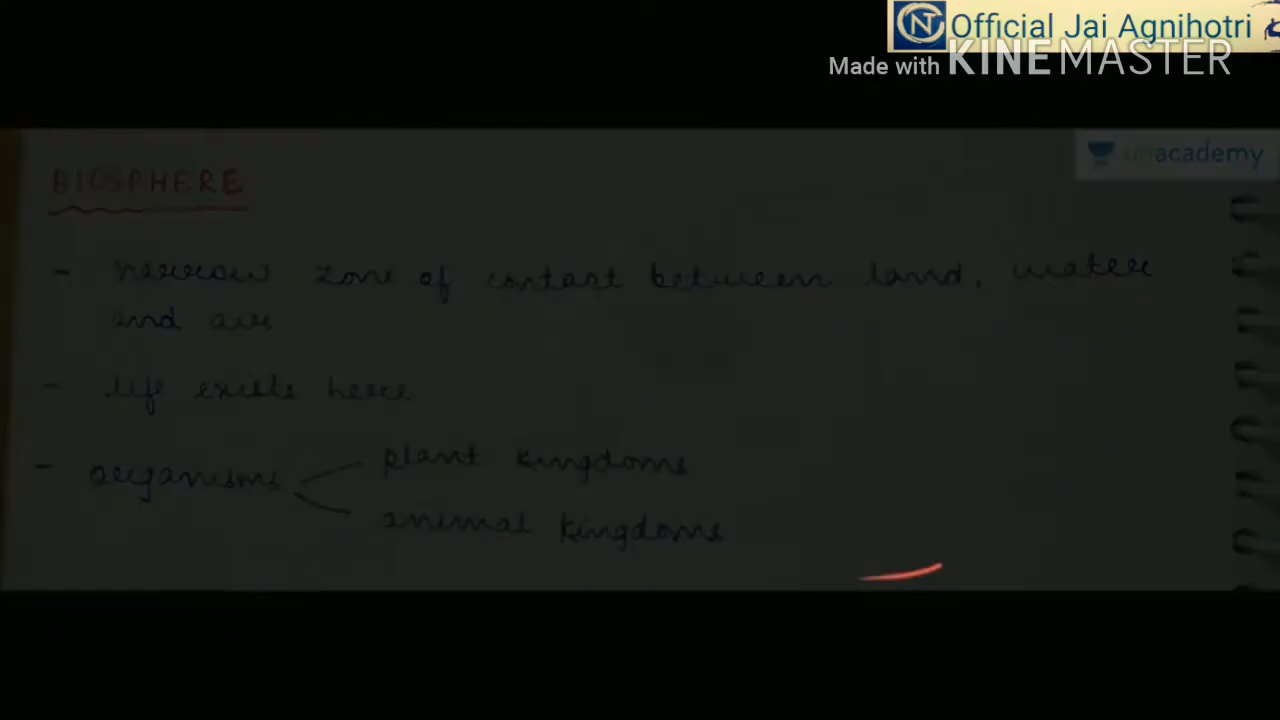 Official Jai Agnihotri
Made with KINEMASTER
unacademy
BIOSPHERE
- narrow zone of contact between land, water
and air
- life exists here
- organisms
plant kingdoms
animal kingdoms